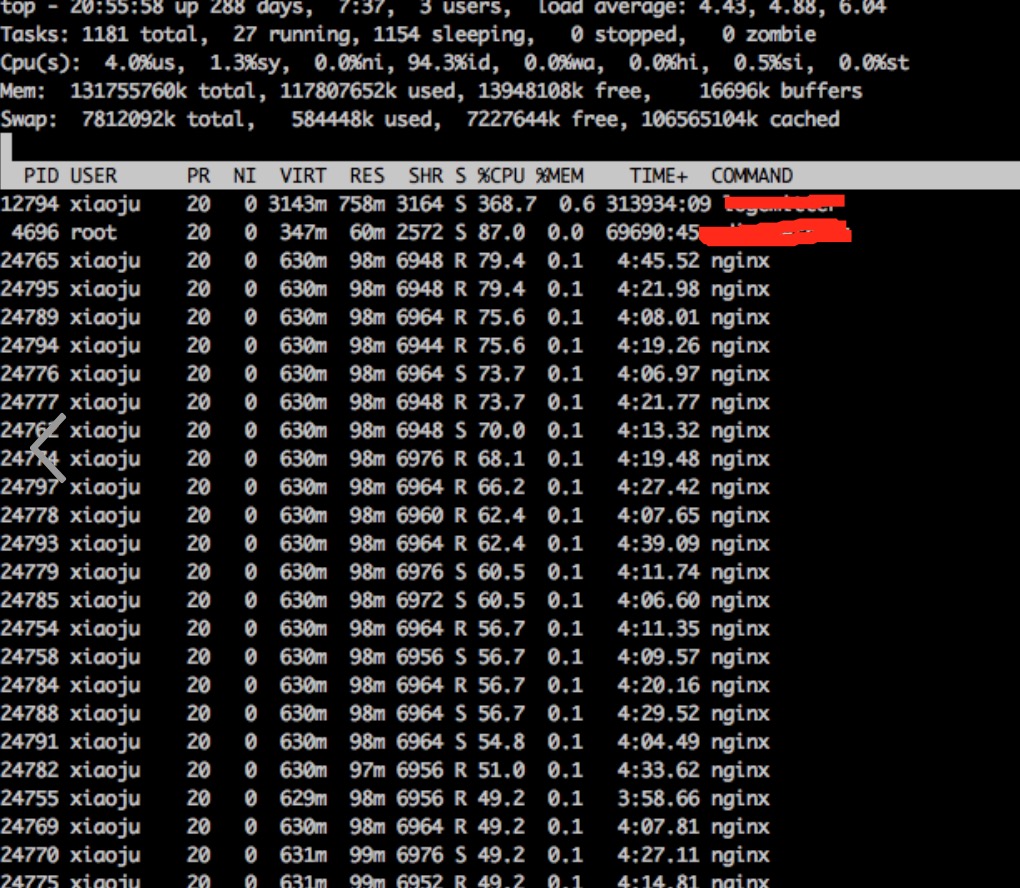 top - 20:55:58 up 288 days,  7:37,  3 users,  load average: 4.43, 4.88, 6.04
Tasks: 1181 total,  27 running, 1154 sleeping,   0 stopped,   0 zombie
Cpu(s):  4.0%us,  1.3%sy,  0.0%ni, 94.3%id,  0.0%wa,  0.0%hi,  0.5%si,  0.0%st
Mem:  131755760k total, 117807652k used, 13948108k free,    16696k buffers
Swap:  7812092k total,   584448k used,  7227644k free, 106565104k cached
PID USER PR NI VIRT RES SHR S %CPU %MEM TIME+ COMMAND
12794 xiaoju 20 0 3143m 758m 3164 S 368.7 0.6 313934:09
4696 root 20 0 347m 60m 2572 S 87.0 0.0 69690:45
24765 xiaoju 20 0 630m 98m 6948 R 79.4 0.1 4:45.52 nginx
24795 xiaoju 20 0 630m 98m 6948 R 79.4 0.1 4:21.98 nginx
24789 xiaoju 20 0 630m 98m 6964 R 75.6 0.1 4:08.01 nginx
24794 xiaoju 20 0 630m 98m 6944 R 75.6 0.1 4:19.26 nginx
24776 xiaoju 20 0 630m 98m 6964 S 73.7 0.1 4:06.97 nginx
24777 xiaoju 20 0 630m 98m 6948 R 73.7 0.1 4:21.77 nginx
24762 xiaoju 20 0 630m 98m 6948 S 70.0 0.1 4:13.32 nginx
24774 xiaoju 20 0 630m 98m 6976 R 68.1 0.1 4:19.48 nginx
24797 xiaoju 20 0 630m 98m 6964 R 66.2 0.1 4:27.42 nginx
24778 xiaoju 20 0 630m 98m 6960 R 62.4 0.1 4:07.65 nginx
24793 xiaoju 20 0 630m 98m 6964 R 62.4 0.1 4:39.09 nginx
24779 xiaoju 20 0 630m 98m 6976 S 60.5 0.1 4:11.74 nginx
24785 xiaoju 20 0 630m 98m 6972 S 60.5 0.1 4:06.60 nginx
24754 xiaoju 20 0 630m 98m 6964 R 56.7 0.1 4:11.35 nginx
24758 xiaoju 20 0 630m 98m 6956 S 56.7 0.1 4:09.57 nginx
24784 xiaoju 20 0 630m 98m 6964 R 56.7 0.1 4:20.16 nginx
24788 xiaoju 20 0 630m 98m 6964 S 56.7 0.1 4:29.52 nginx
24791 xiaoju 20 0 630m 98m 6964 S 54.8 0.1 4:04.49 nginx
24782 xiaoju 20 0 630m 97m 6956 R 51.0 0.1 4:33.62 nginx
24755 xiaoju 20 0 629m 98m 6956 R 49.2 0.1 3:58.66 nginx
24769 xiaoju 20 0 630m 98m 6964 R 49.2 0.1 4:07.81 nginx
24770 xiaoju 20 0 631m 99m 6976 S 49.2 0.1 4:27.11 nginx
24775 xiaoju 20 0 631m 99m 6952 R 49.2 0.1 4:14.81 nginx